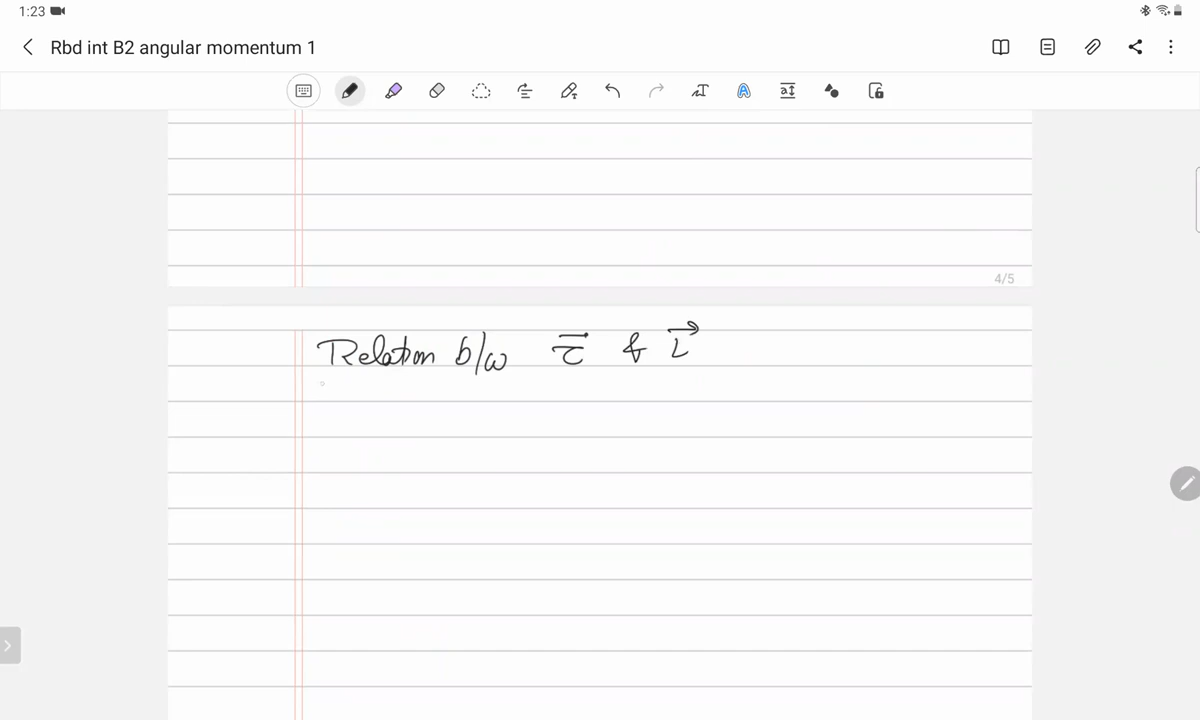 1:23
Rbd int B2 angular momentum 1
4/5
Relation b/w τ⃗ & L⃗